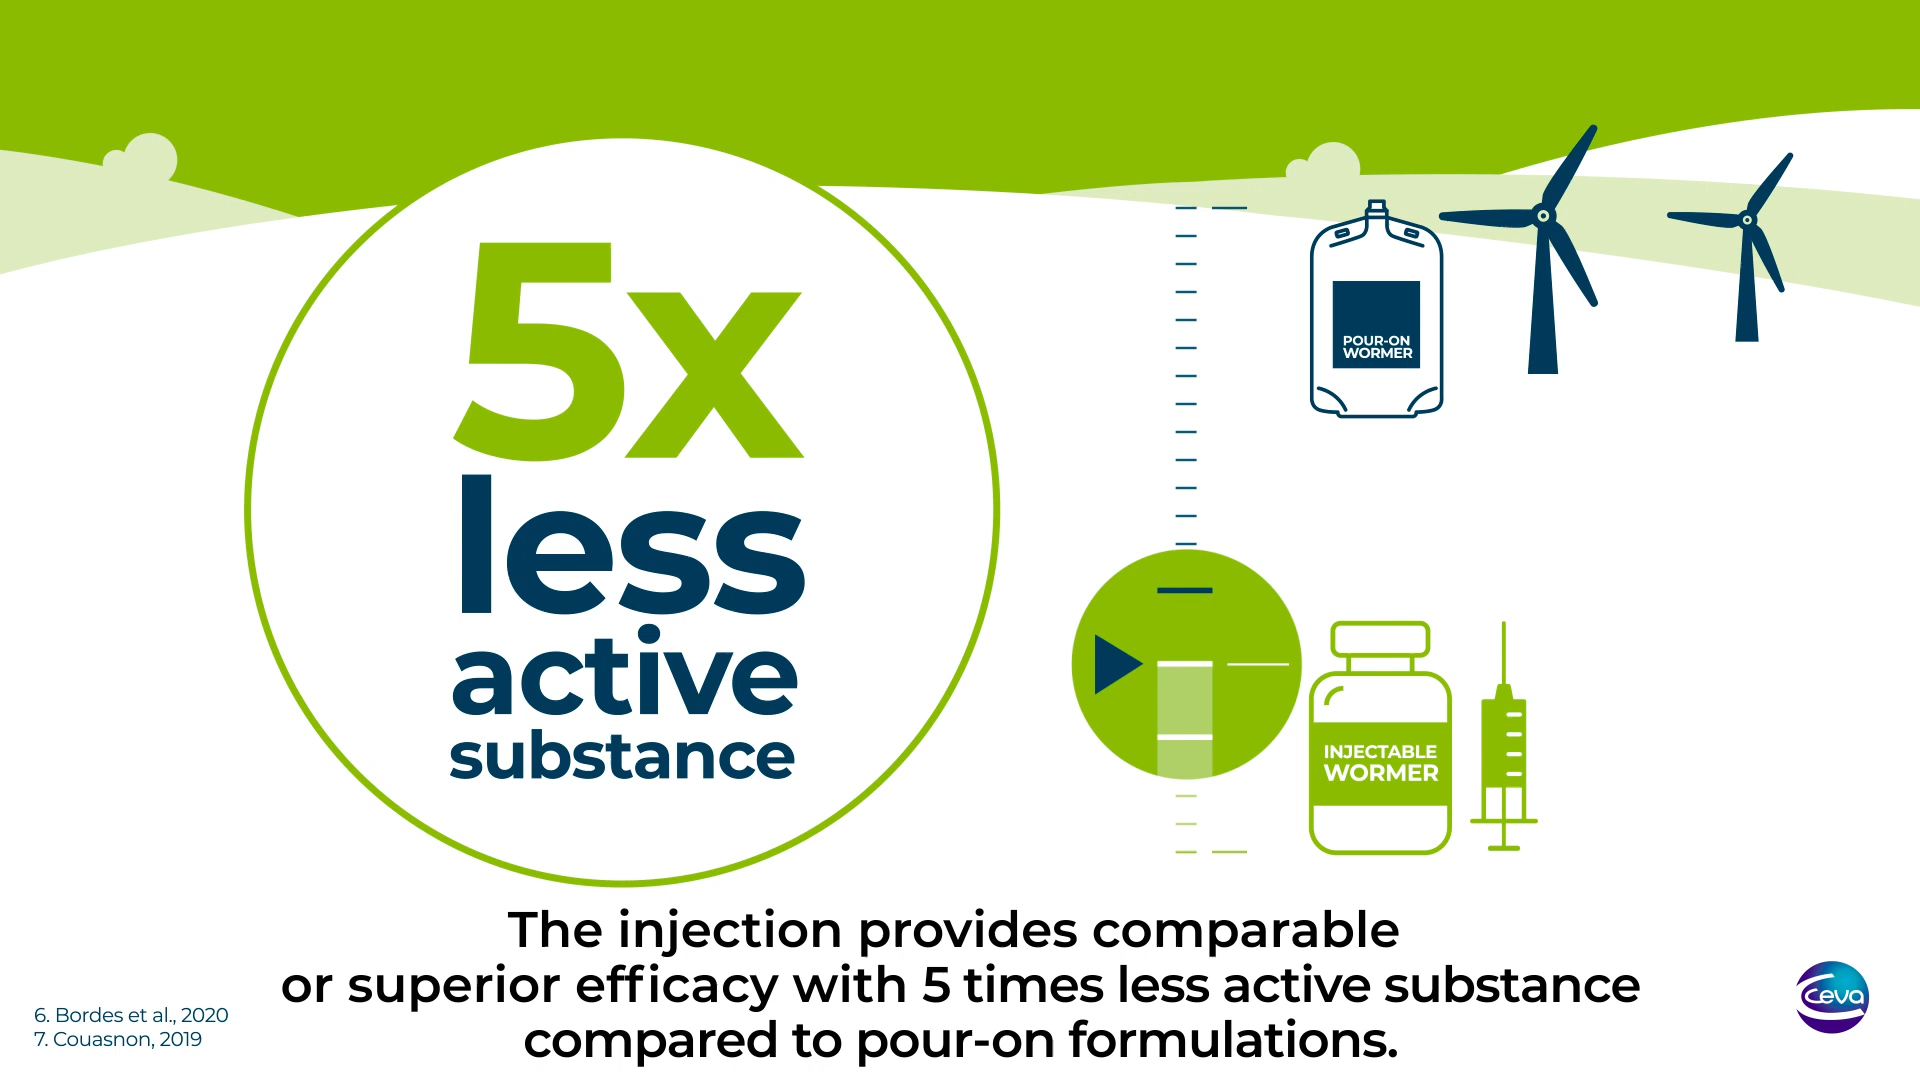 5x
less
active
substance
POUR-ON
WORMER
INJECTABLE
WORMER
The injection provides comparable
or superior efficacy with 5 times less active substance
compared to pour-on formulations.
6. Bordes et al., 2020
7. Couasnon, 2019
ceva